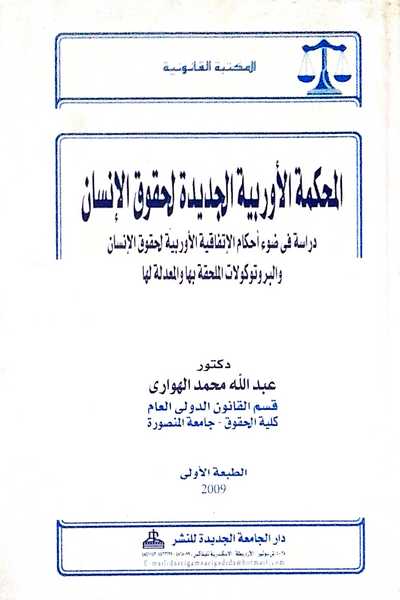 المكتبة القانونية
المحكمة الأوربية الجديدة لحقوق الإنسان
دراسة فى ضوء أحكام الإتفاقية الأوربية لحقوق الإنسان
والبروتوكولات الملحقة بها والمعدلة لها
دكتور
عبد الله محمد الهوارى
قسم القانون الدولى العام
كلية الحقوق - جامعة المنصورة
الطبعة الأولى
2009
دار الجامعة الجديدة للنشر